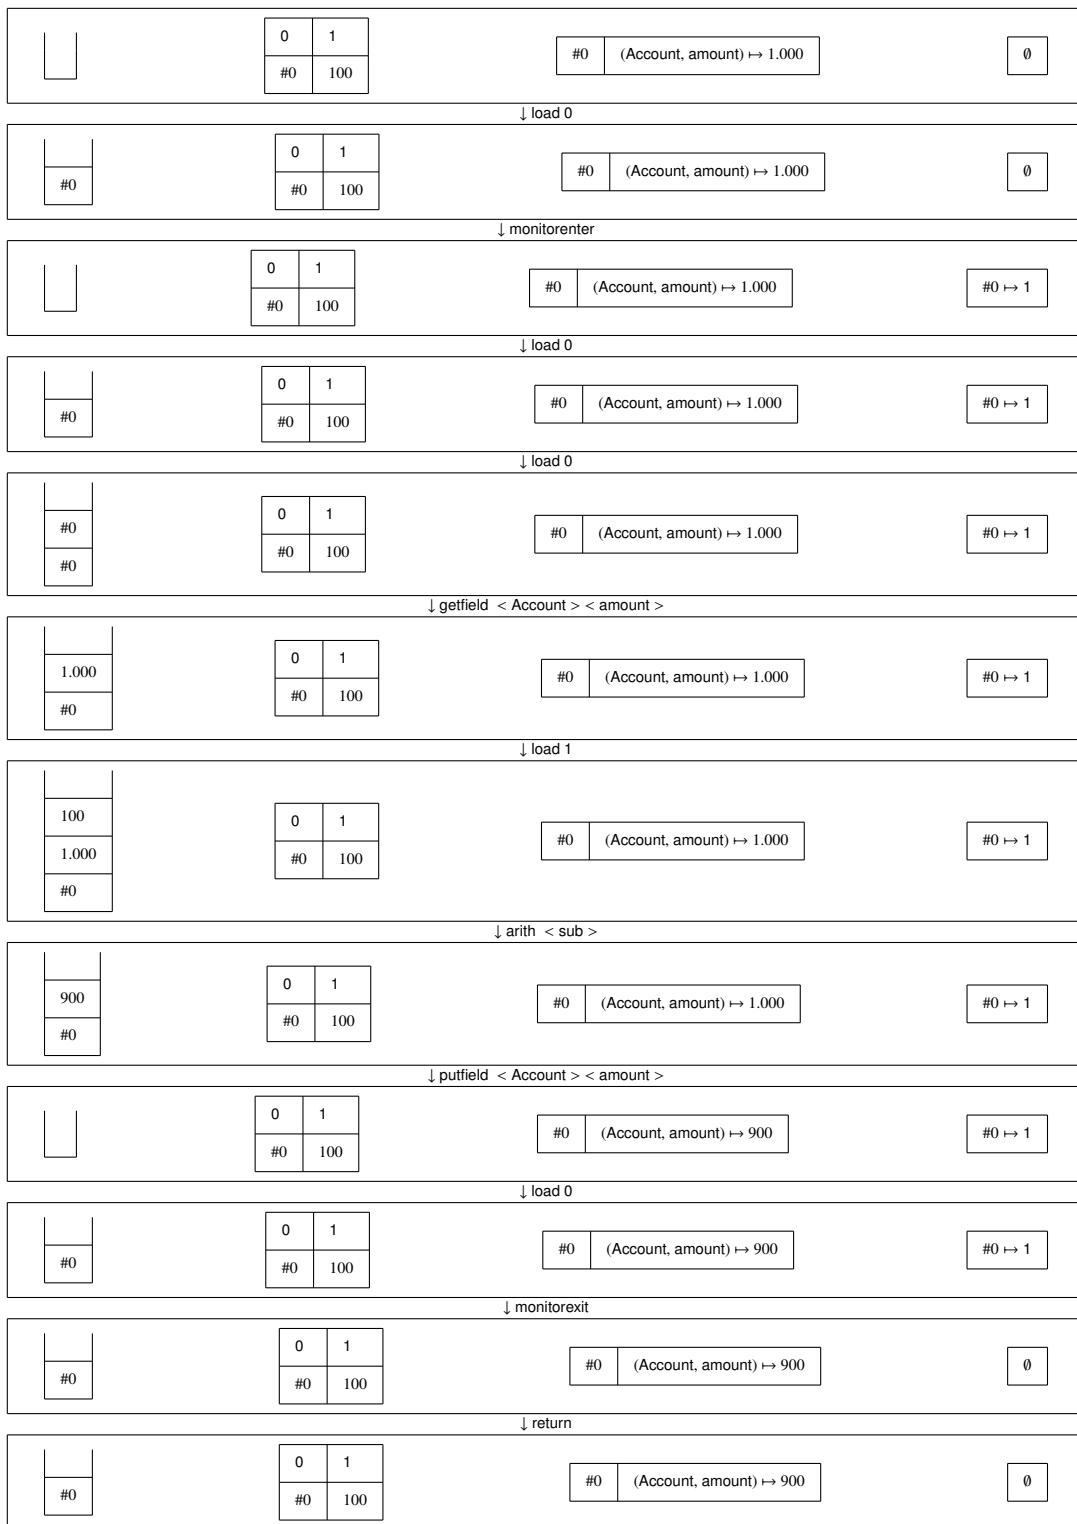 0 1
#0 100 #0 (Account, amount) ↦ 1.000 ∅
↓ load 0
0 1
#0 #0 100 #0 (Account, amount) ↦ 1.000 ∅
↓ monitorenter
0 1
#0 100 #0 (Account, amount) ↦ 1.000 #0 ↦ 1
↓ load 0
0 1
#0 #0 100 #0 (Account, amount) ↦ 1.000 #0 ↦ 1
↓ load 0
#0 0 1
#0 #0 100 #0 (Account, amount) ↦ 1.000 #0 ↦ 1
↓ getfield < Account > < amount >
1.000 0 1
#0 #0 100 #0 (Account, amount) ↦ 1.000 #0 ↦ 1
↓ load 1
100 0 1
1.000 #0 100 #0 (Account, amount) ↦ 1.000 #0 ↦ 1
#0
↓ arith < sub >
900 0 1
#0 #0 100 #0 (Account, amount) ↦ 1.000 #0 ↦ 1
↓ putfield < Account > < amount >
0 1
#0 100 #0 (Account, amount) ↦ 900 #0 ↦ 1
↓ load 0
0 1
#0 #0 100 #0 (Account, amount) ↦ 900 #0 ↦ 1
↓ monitorexit
0 1
#0 #0 100 #0 (Account, amount) ↦ 900 ∅
↓ return
0 1
#0 #0 100 #0 (Account, amount) ↦ 900 ∅